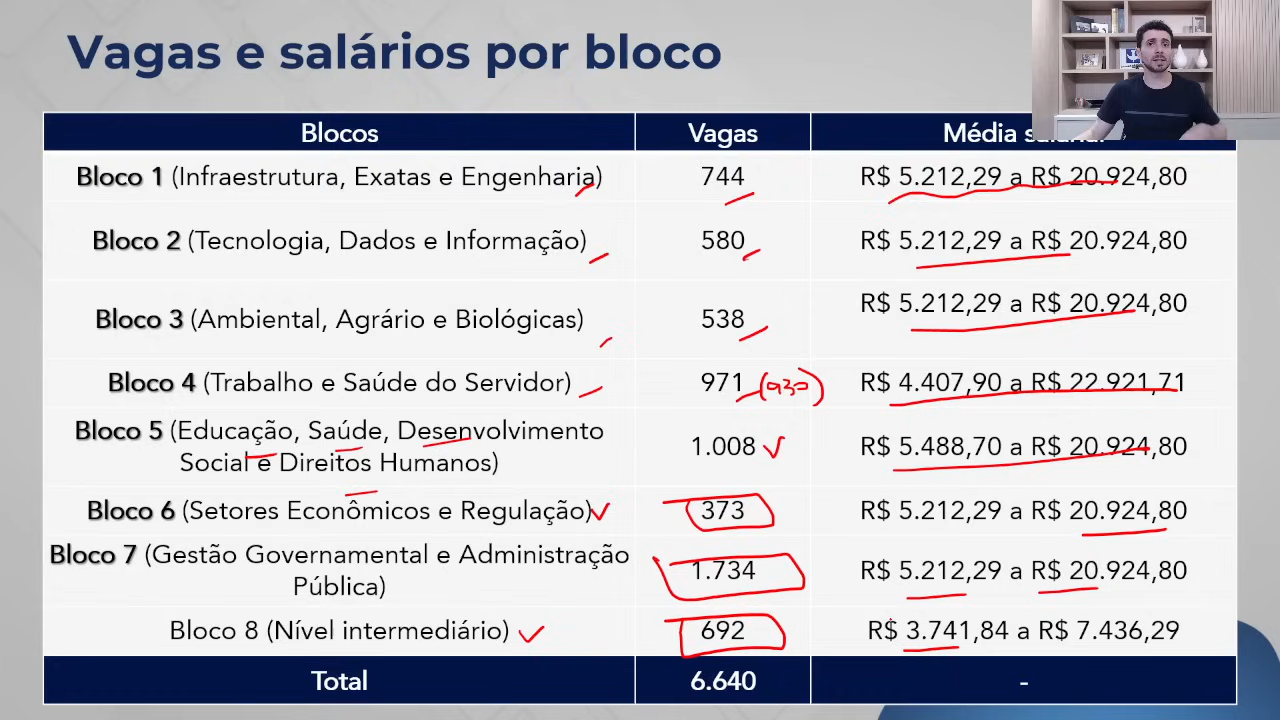 Vagas e salários por bloco
Blocos Vagas Média salarial
Bloco 1 (Infraestrutura, Exatas e Engenharia) 744 R$ 5.212,29 a R$ 20.924,80
Bloco 2 (Tecnologia, Dados e Informação) 580 R$ 5.212,29 a R$ 20.924,80
Bloco 3 (Ambiental, Agrário e Biológicas) 538 R$ 5.212,29 a R$ 20.924,80
Bloco 4 (Trabalho e Saúde do Servidor) 971 (930) R$ 4.407,90 a R$ 22.921,71
Bloco 5 (Educação, Saúde, Desenvolvimento
Social e Direitos Humanos) 1.008 R$ 5.488,70 a R$ 20.924,80
Bloco 6 (Setores Econômicos e Regulação) 373 R$ 5.212,29 a R$ 20.924,80
Bloco 7 (Gestão Governamental e Administração
Pública) 1.734 R$ 5.212,29 a R$ 20.924,80
Bloco 8 (Nível intermediário) 692 R$ 3.741,84 a R$ 7.436,29
Total 6.640 -